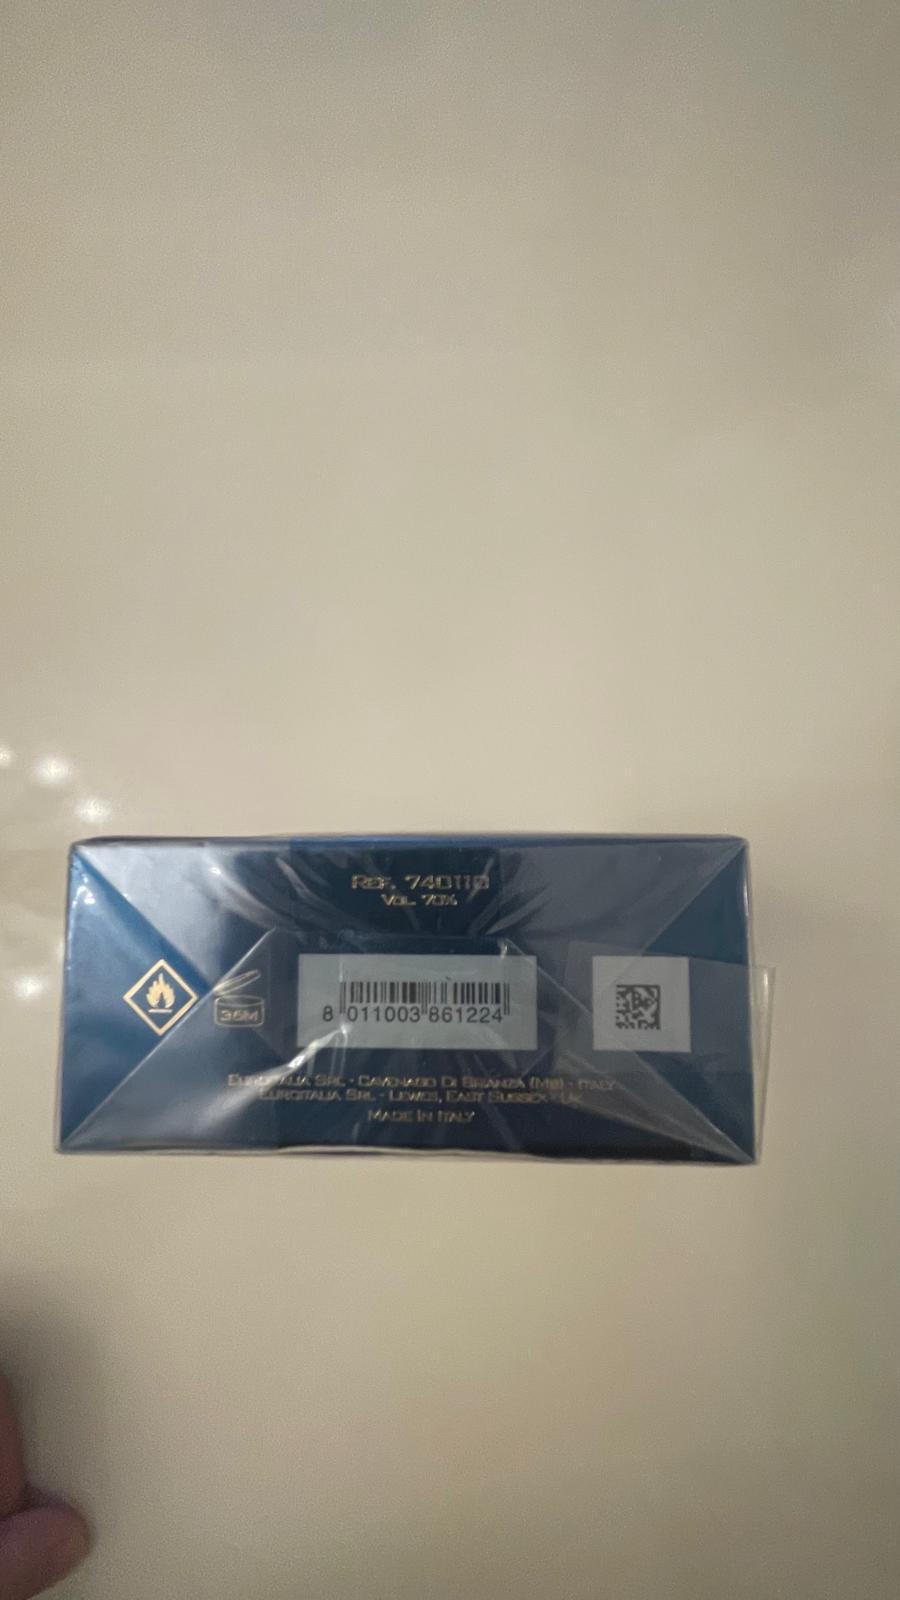 REF. 740110
VOL. 70%
36M
8 011003 861224
EUROITALIA SRL · CAVENAGO DI BRIANZA (MB) · ITALY
EUROITALIA SRL · LEWES, EAST SUSSEX · UK
MADE IN ITALY